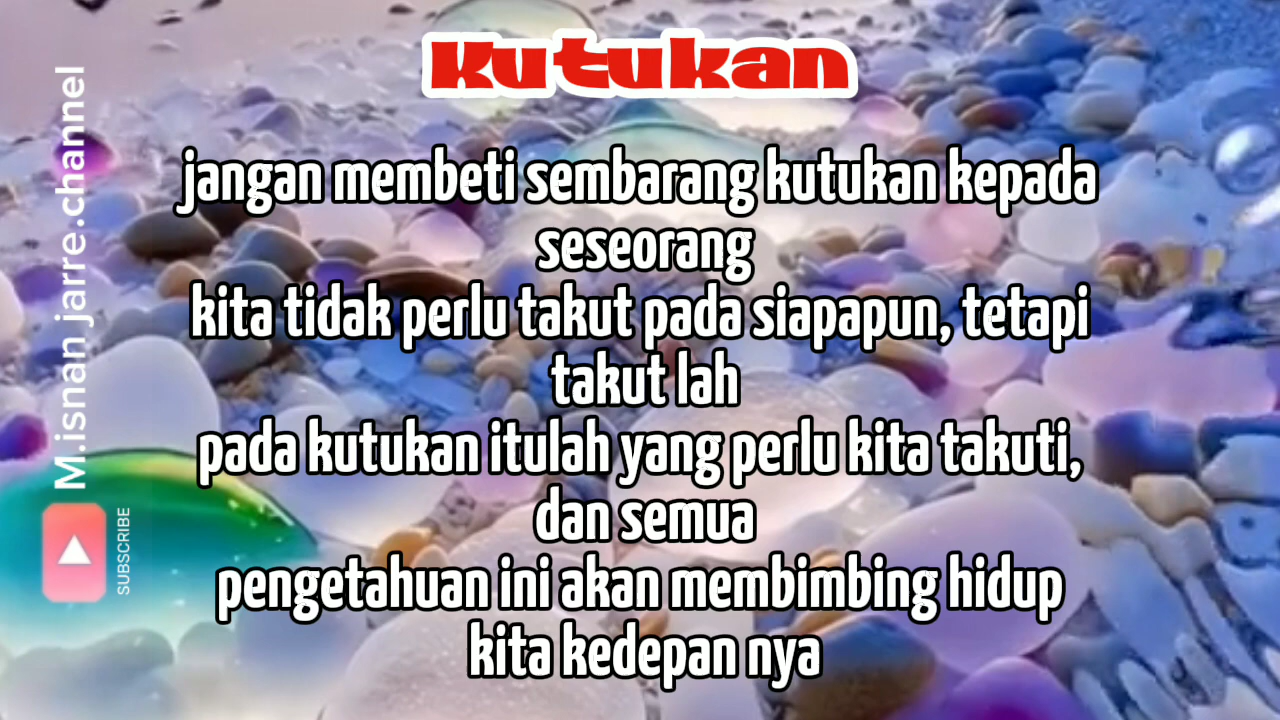 Kutukan
jangan membeti sembarang kutukan kepada
seseorang
kita tidak perlu takut pada siapapun, tetapi
takut lah
pada kutukan itulah yang perlu kita takuti,
dan semua
pengetahuan ini akan membimbing hidup
kita kedepan nya
M.isnan jarre.channel
SUBSCRIBE